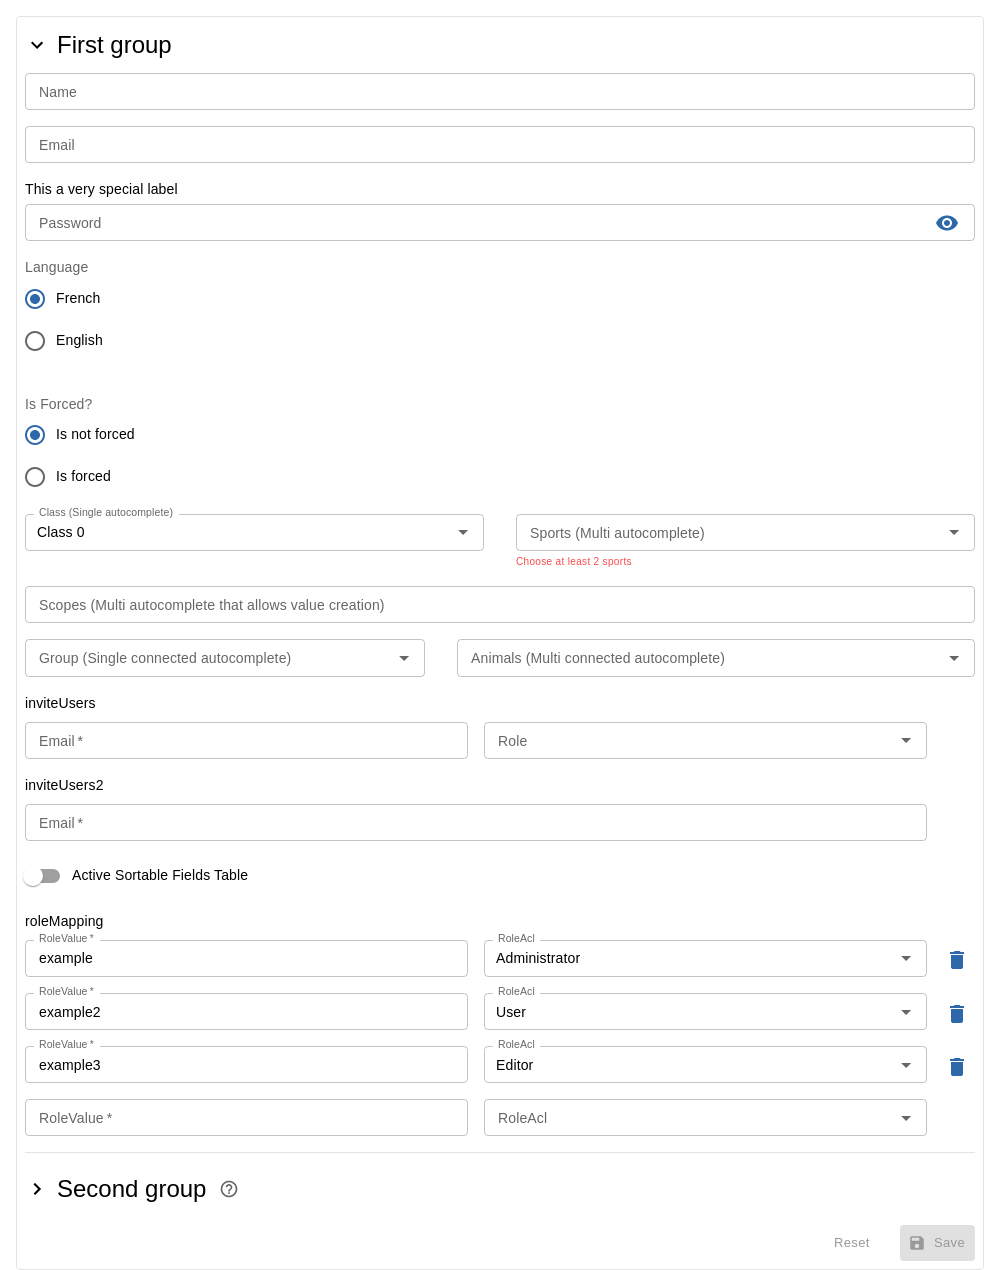 First group
Name
Email
This a very special label
Password
Language
French
English
Is Forced?
Is not forced
Is forced
Class (Single autocomplete)
Class 0
Sports (Multi autocomplete)
Choose at least 2 sports
Scopes (Multi autocomplete that allows value creation)
Group (Single connected autocomplete)
Animals (Multi connected autocomplete)
inviteUsers
Email *
Role
inviteUsers2
Email *
Active Sortable Fields Table
roleMapping
RoleValue *
example
RoleAcl
Administrator
RoleValue *
example2
RoleAcl
User
RoleValue *
example3
RoleAcl
Editor
RoleValue *
RoleAcl
Second group
Reset
Save